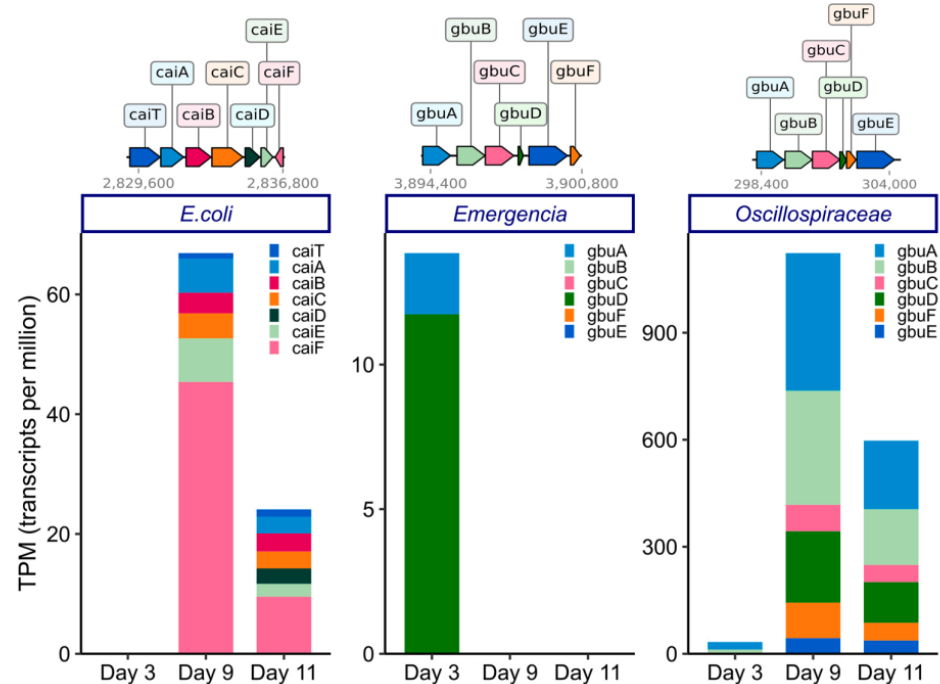 caiE
caiA caiC caiF
caiT caiB caiD
2,829,600 2,836,800
E.coli
gbuB gbuE
gbuC gbuF
gbuA gbuD
3,894,400 3,900,800
Emergencia
gbuF
gbuC
gbuA gbuD
gbuB gbuE
298,400 304,000
Oscillospiraceae
TPM (transcripts per million)
60
40
20
0
caiT
caiA
caiB
caiC
caiD
caiE
caiF
Day 3 Day 9 Day 11
10
5
0
gbuA
gbuB
gbuC
gbuD
gbuF
gbuE
Day 3 Day 9 Day 11
900
600
300
0
gbuA
gbuB
gbuC
gbuD
gbuF
gbuE
Day 3 Day 9 Day 11